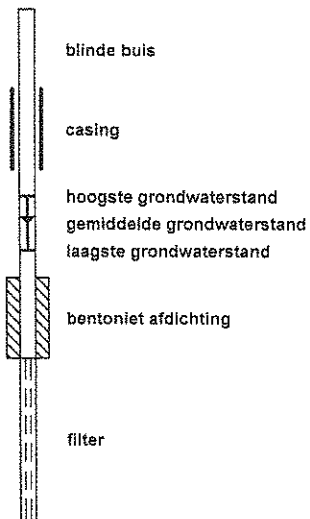 blinde buis
casing
hoogste grondwaterstand
gemiddelde grondwaterstand
laagste grondwaterstand
bentoniet afdichting
filter